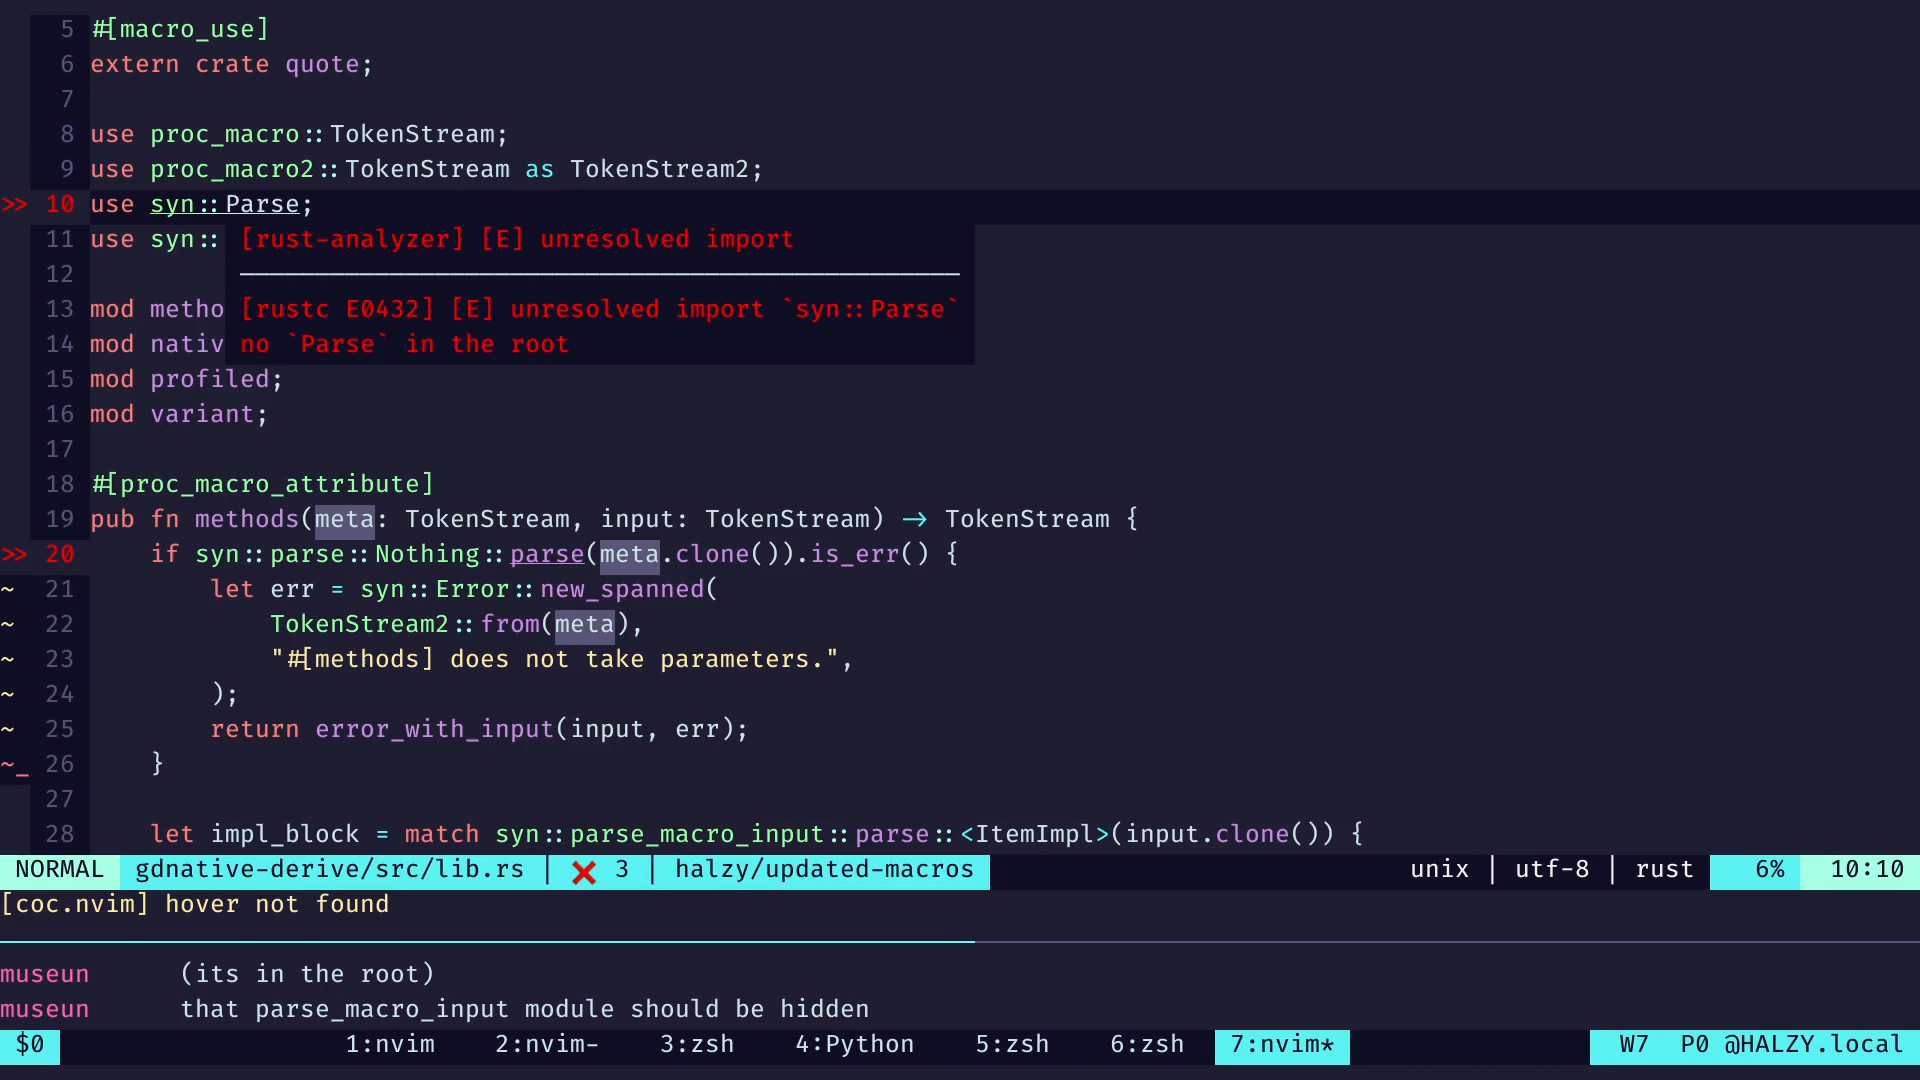 5 #[macro_use]
6 extern crate quote;
7
8 use proc_macro::TokenStream;
9 use proc_macro2::TokenStream as TokenStream2;
>> 10 use syn::Parse;
11 use syn:: [rust-analyzer] [E] unresolved import
12
13 mod metho [rustc E0432] [E] unresolved import `syn::Parse`
14 mod nativ no `Parse` in the root
15 mod profiled;
16 mod variant;
17
18 #[proc_macro_attribute]
19 pub fn methods(meta: TokenStream, input: TokenStream) -> TokenStream {
>> 20     if syn::parse::Nothing::parse(meta.clone()).is_err() {
~ 21         let err = syn::Error::new_spanned(
~ 22             TokenStream2::from(meta),
~ 23             "#[methods] does not take parameters.",
~ 24         );
~ 25         return error_with_input(input, err);
~_ 26     }
27
28     let impl_block = match syn::parse_macro_input::parse::<ItemImpl>(input.clone()) {
NORMAL gdnative-derive/src/lib.rs | ❌ 3 | halzy/updated-macros unix | utf-8 | rust 6% 10:10
[coc.nvim] hover not found
museun (its in the root)
museun that parse_macro_input module should be hidden
$0 1:nvim 2:nvim- 3:zsh 4:Python 5:zsh 6:zsh 7:nvim* W7 P0 @HALZY.local